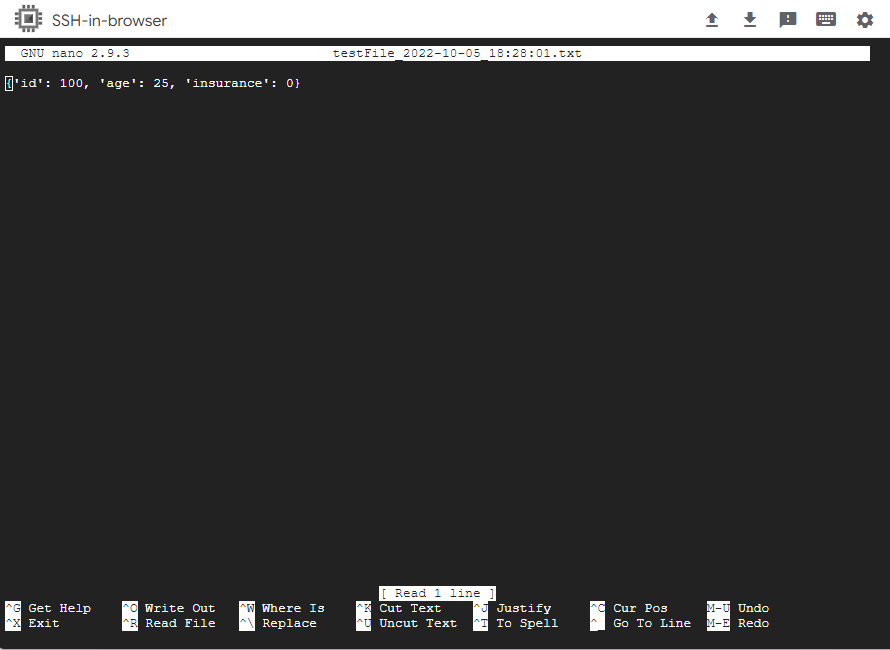 SSH-in-browser
GNU nano 2.9.3 testFile_2022-10-05_18:28:01.txt
{'id': 100, 'age': 25, 'insurance': 0}
[ Read 1 line ]
^G Get Help ^O Write Out ^W Where Is ^K Cut Text ^J Justify ^C Cur Pos M-U Undo
^X Exit ^R Read File ^\ Replace ^U Uncut Text ^T To Spell ^_ Go To Line M-E Redo